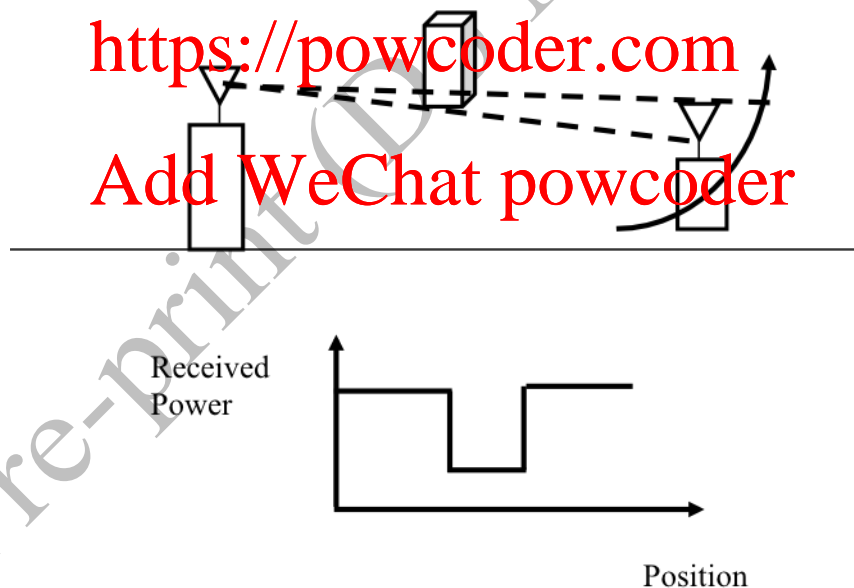 https://powcoder.com
Add WeChat powcoder
re-print (D
Received
Power
Position